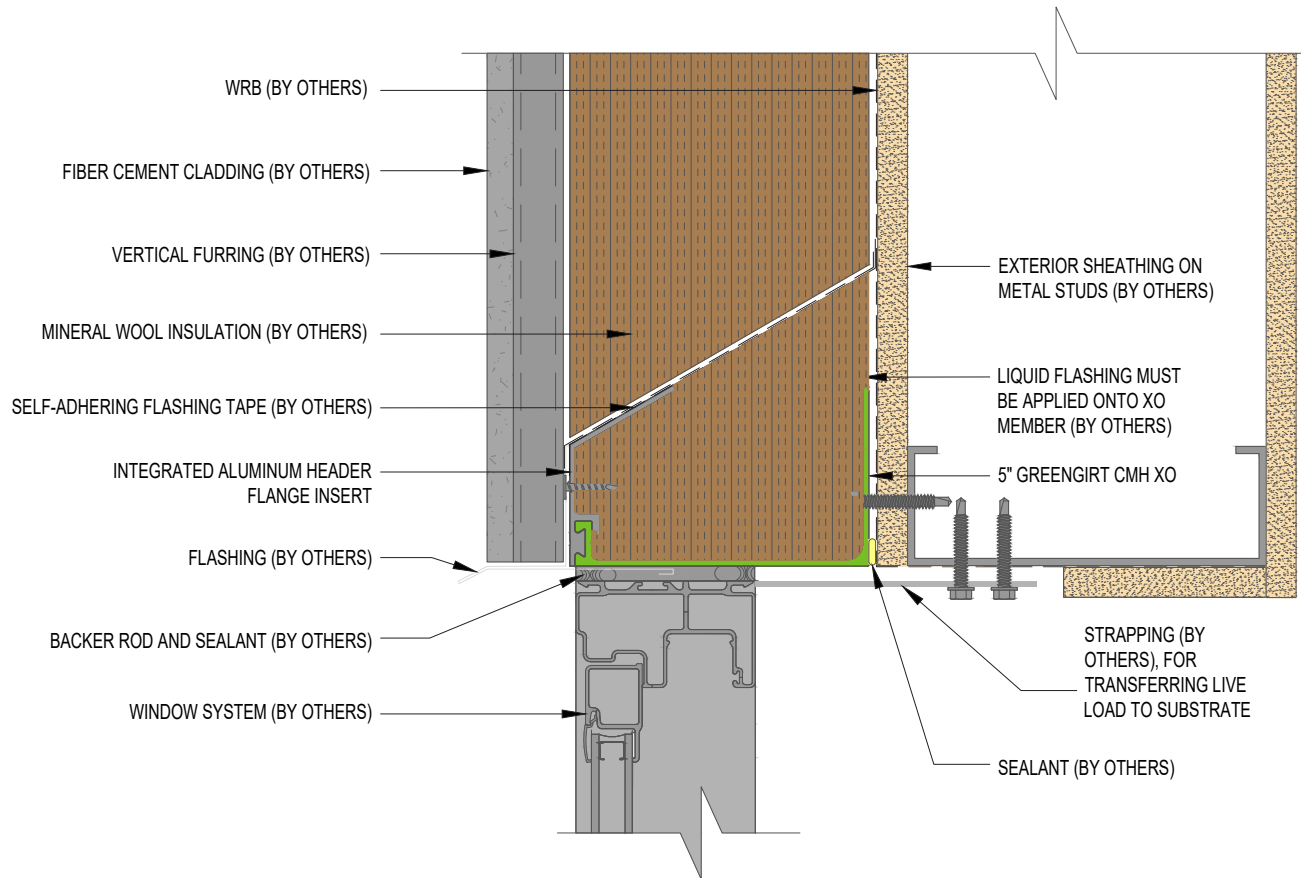 WRB (BY OTHERS)
FIBER CEMENT CLADDING (BY OTHERS)
VERTICAL FURRING (BY OTHERS)
MINERAL WOOL INSULATION (BY OTHERS)
SELF-ADHERING FLASHING TAPE (BY OTHERS)
INTEGRATED ALUMINUM HEADER
FLANGE INSERT
FLASHING (BY OTHERS)
BACKER ROD AND SEALANT (BY OTHERS)
WINDOW SYSTEM (BY OTHERS)
EXTERIOR SHEATHING ON
METAL STUDS (BY OTHERS)
LIQUID FLASHING MUST
BE APPLIED ONTO XO
MEMBER (BY OTHERS)
5" GREENGIRT CMH XO
STRAPPING (BY
OTHERS), FOR
TRANSFERRING LIVE
LOAD TO SUBSTRATE
SEALANT (BY OTHERS)